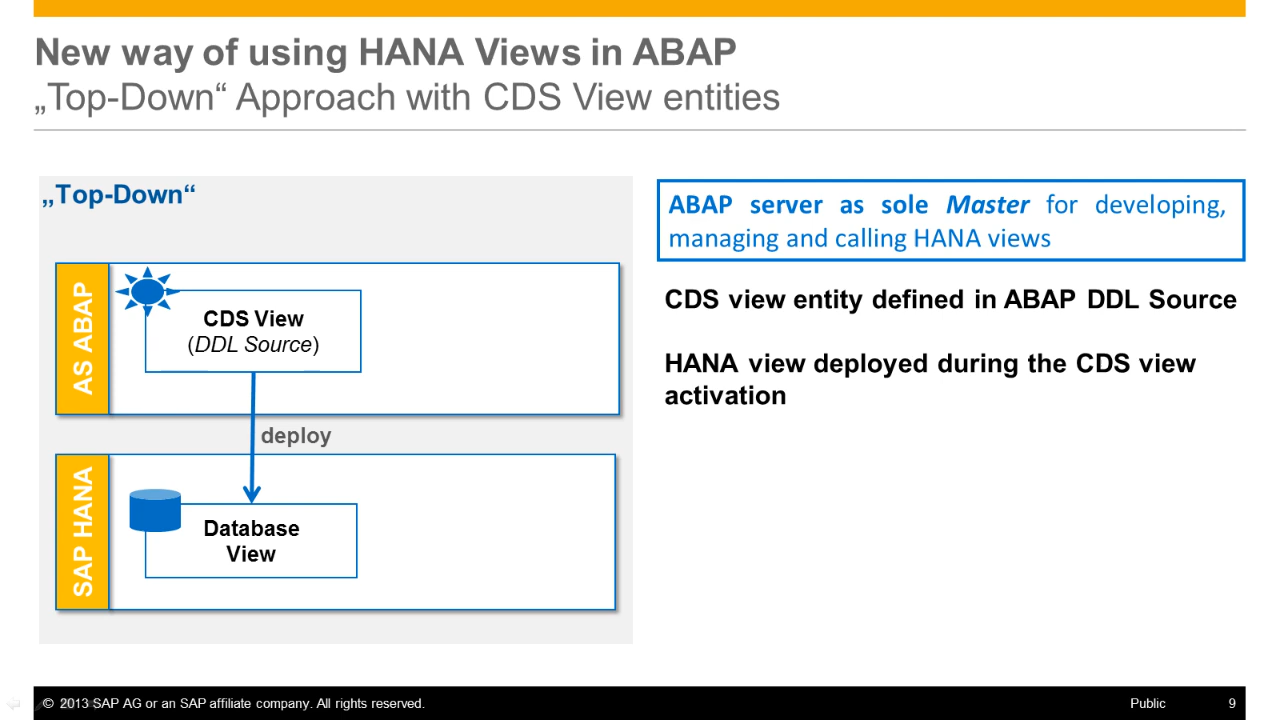 New way of using HANA Views in ABAP
„Top-Down“ Approach with CDS View entities
„Top-Down“
AS ABAP
CDS View
(DDL Source)
deploy
SAP HANA
Database
View
ABAP server as sole Master for developing,
managing and calling HANA views
CDS view entity defined in ABAP DDL Source
HANA view deployed during the CDS view
activation
© 2013 SAP AG or an SAP affiliate company. All rights reserved.
Public
9